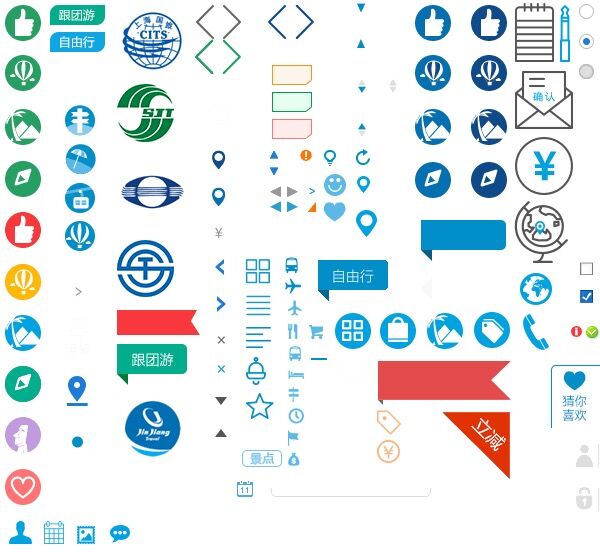 跟团游
自由行
上海国旅
CITS
SJT
确认
¥
¥
自由行
跟团游
Jin Jiang
Travel
立减
猜你
喜欢
¥
景点
11